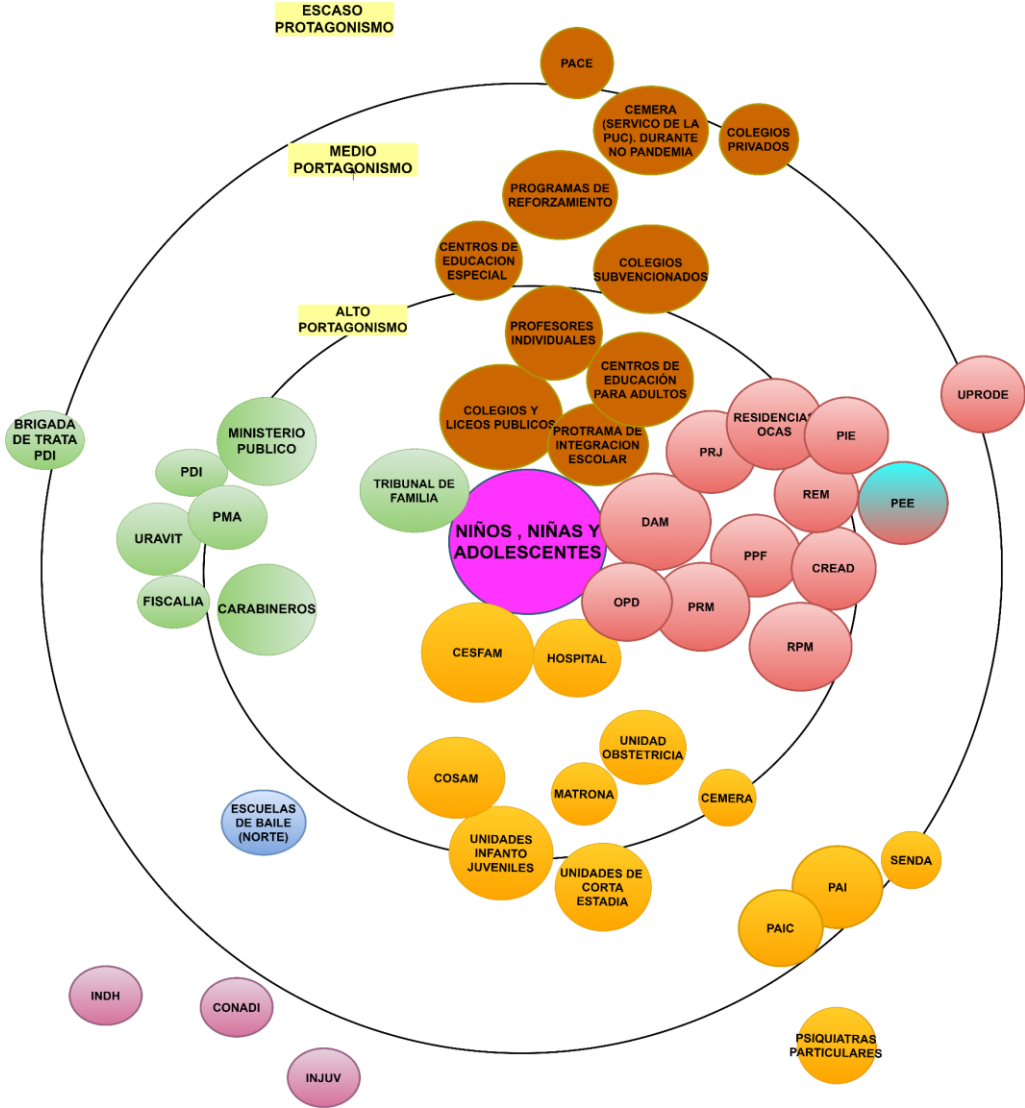 ESCASO
PROTAGONISMO
PACE
CEMERA
(SERVICO DE LA
PUC). DURANTE
NO PANDEMIA
COLEGIOS
PRIVADOS
MEDIO
PORTAGONISMO
PROGRAMAS DE
REFORZAMIENTO
CENTROS DE
EDUCACION
ESPECIAL
COLEGIOS
SUBVENCIONADOS
ALTO
PORTAGONISMO
PROFESORES
INDIVIDUALES
CENTROS DE
EDUCACIÓN
PARA ADULTOS
COLEGIOS Y
LICEOS PUBLICOS
PROTRAMA DE
INTEGRACION
ESCOLAR
BRIGADA
DE TRATA
PDI
MINISTERIO
PUBLICO
PDI
PMA
URAVIT
FISCALIA
CARABINEROS
TRIBUNAL DE
FAMILIA
NIÑOS , NIÑAS Y
ADOLESCENTES
PRJ
RESIDENCIAS
OCAS
PIE
UPRODE
REM
PEE
DAM
PPF
CREAD
OPD
PRM
RPM
CESFAM
HOSPITAL
UNIDAD
OBSTETRICIA
COSAM
MATRONA
CEMERA
ESCUELAS
DE BAILE
(NORTE)
UNIDADES
INFANTO
JUVENILES
UNIDADES DE
CORTA
ESTADIA
SENDA
PAI
PAIC
INDH
CONADI
INJUV
PSIQUIATRAS
PARTICULARES